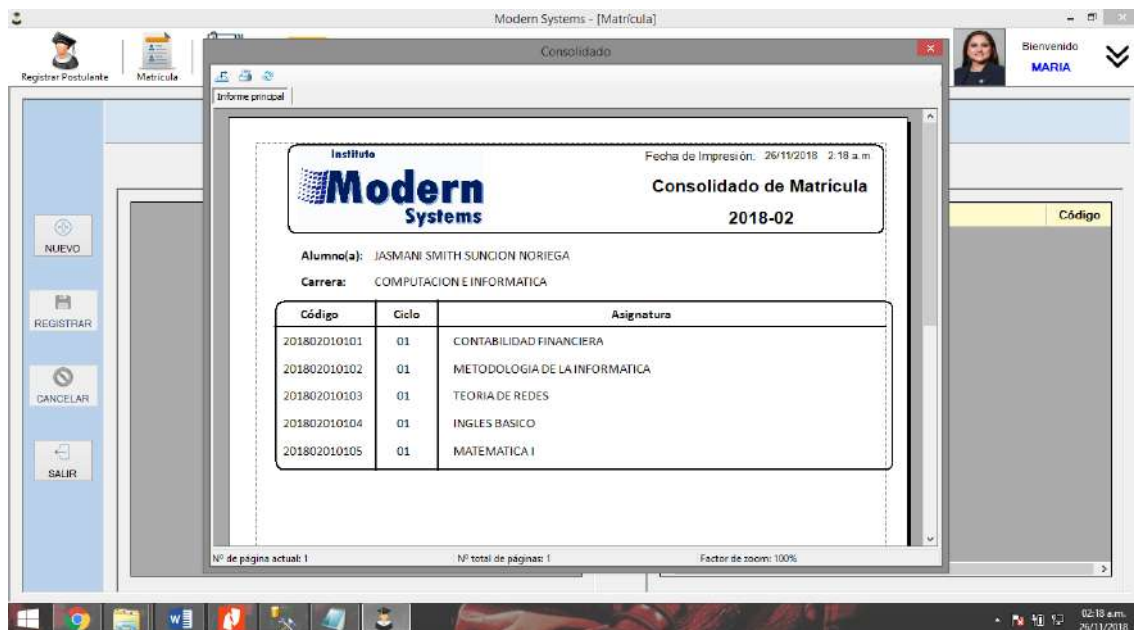 Modern Systems - [Matrícula]
Registrar Postulante
Matrícula
Bienvenido
MARIA
Consolidado
Informe principal
Instituto
Modern
Systems
Fecha de Impresión: 26/11/2018 2:18 a.m
Consolidado de Matrícula
2018-02
Alumno(a): JASMANI SMITH SUNCION NORIEGA
Carrera: COMPUTACION E INFORMATICA
Código Ciclo Asignatura
201802010101 01 CONTABILIDAD FINANCIERA
201802010102 01 METODOLOGIA DE LA INFORMATICA
201802010103 01 TEORIA DE REDES
201802010104 01 INGLES BASICO
201802010105 01 MATEMATICA I
Código
NUEVO
REGISTRAR
CANCELAR
SALIR
Nº de página actual: 1 Nº total de páginas: 1 Factor de zoom: 100%
02:18 a.m.
26/11/2018